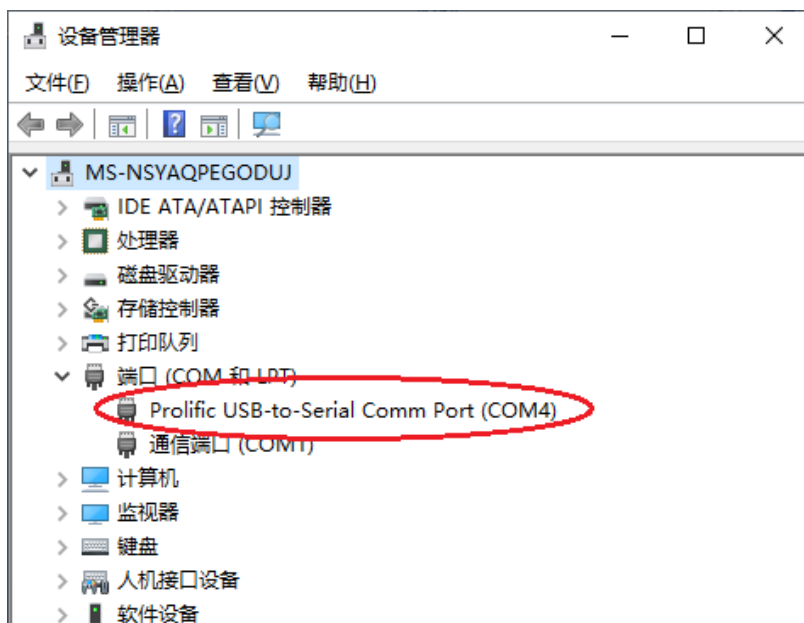 设备管理器
文件(F) 操作(A) 查看(V) 帮助(H)
MS-NSYAQPEGODUJ
IDE ATA/ATAPI 控制器
处理器
磁盘驱动器
存储控制器
打印队列
端口 (COM 和 LPT)
Prolific USB-to-Serial Comm Port (COM4)
通信端口 (COM1)
计算机
监视器
键盘
人机接口设备
软件设备